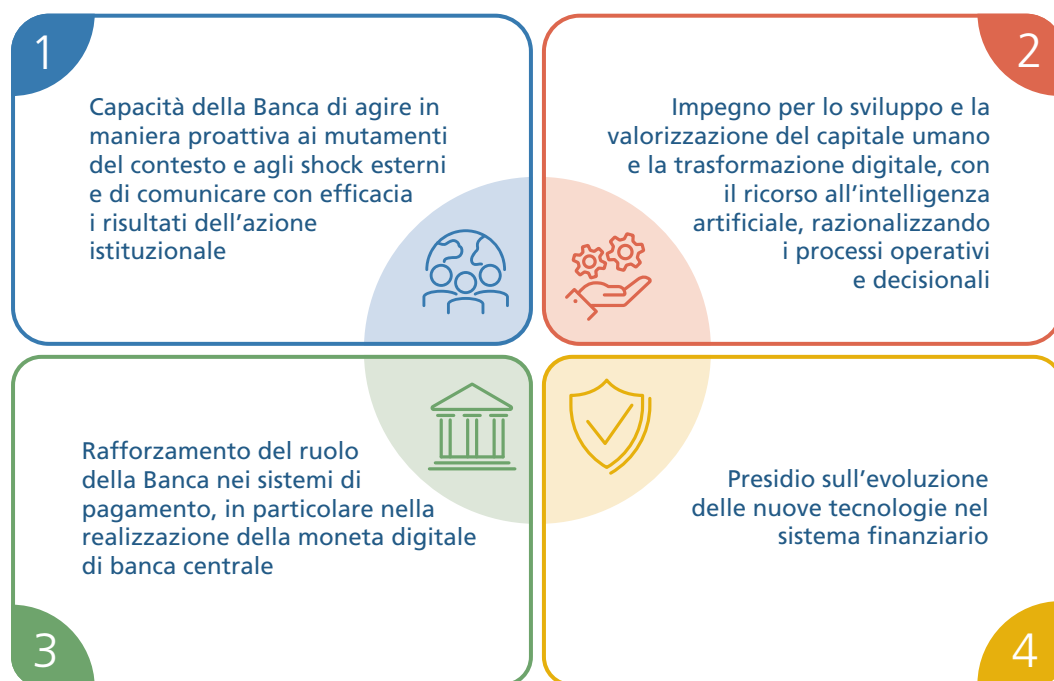 1
Capacità della Banca di agire in
maniera proattiva ai mutamenti
del contesto e agli shock esterni
e di comunicare con efficacia
i risultati dell'azione
istituzionale
2
Impegno per lo sviluppo e la
valorizzazione del capitale umano
e la trasformazione digitale, con
il ricorso all'intelligenza
artificiale, razionalizzando
i processi operativi
e decisionali
Rafforzamento del ruolo
della Banca nei sistemi di
pagamento, in particolare nella
realizzazione della moneta digitale
di banca centrale
3
Presidio sull'evoluzione
delle nuove tecnologie nel
sistema finanziario
4